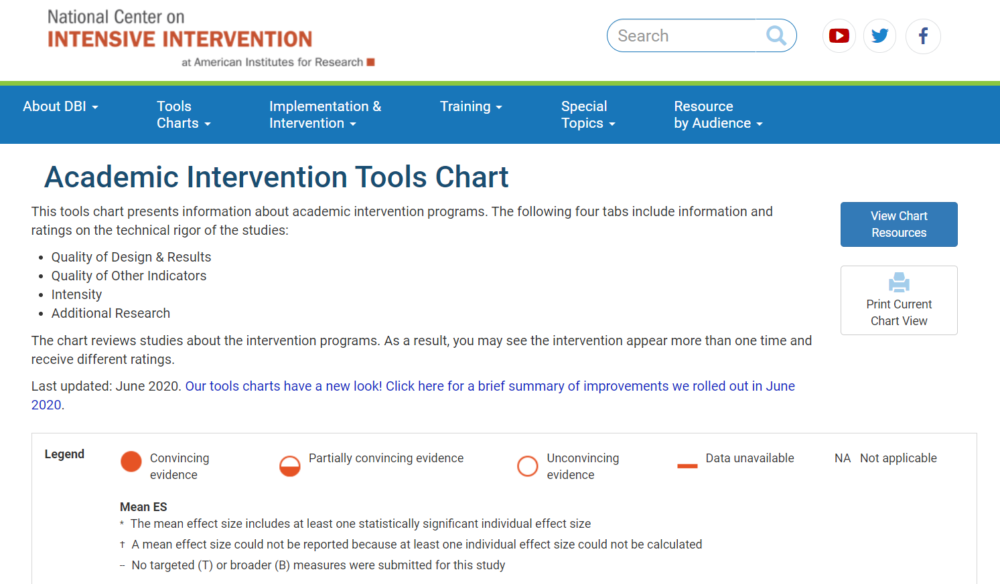 National Center on
INTENSIVE INTERVENTION
at American Institutes for Research
Search
About DBI
Tools
Charts
Implementation &
Intervention
Training
Special
Topics
Resource
by Audience
Academic Intervention Tools Chart
This tools chart presents information about academic intervention programs. The following four tabs include information and
ratings on the technical rigor of the studies:
• Quality of Design & Results
• Quality of Other Indicators
• Intensity
• Additional Research
The chart reviews studies about the intervention programs. As a result, you may see the intervention appear more than one time and
receive different ratings.
Last updated: June 2020. Our tools charts have a new look! Click here for a brief summary of improvements we rolled out in June
2020.
View Chart
Resources
Print Current
Chart View
Legend
Convincing
evidence
Partially convincing evidence
Unconvincing
evidence
Data unavailable
NA Not applicable
Mean ES
* The mean effect size includes at least one statistically significant individual effect size
† A mean effect size could not be reported because at least one individual effect size could not be calculated
– No targeted (T) or broader (B) measures were submitted for this study